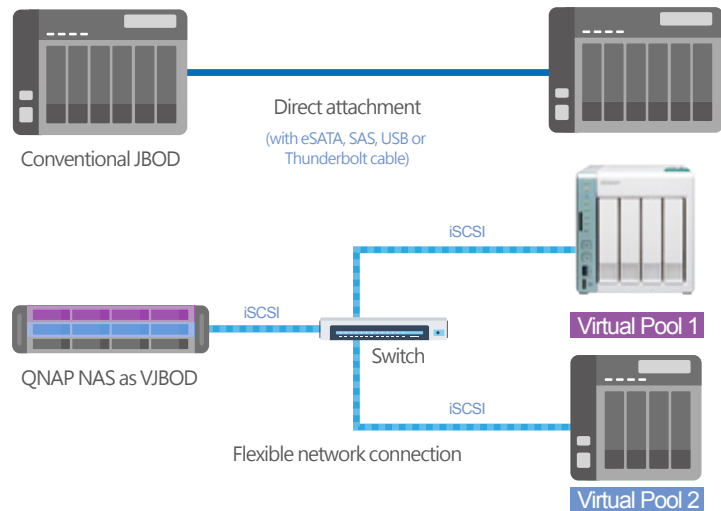 Direct attachment
(with eSATA, SAS, USB or
Thunderbolt cable)
Conventional JBOD
iSCSI
Virtual Pool 1
iSCSI
Switch
QNAP NAS as VJBOD
iSCSI
Flexible network connection
Virtual Pool 2